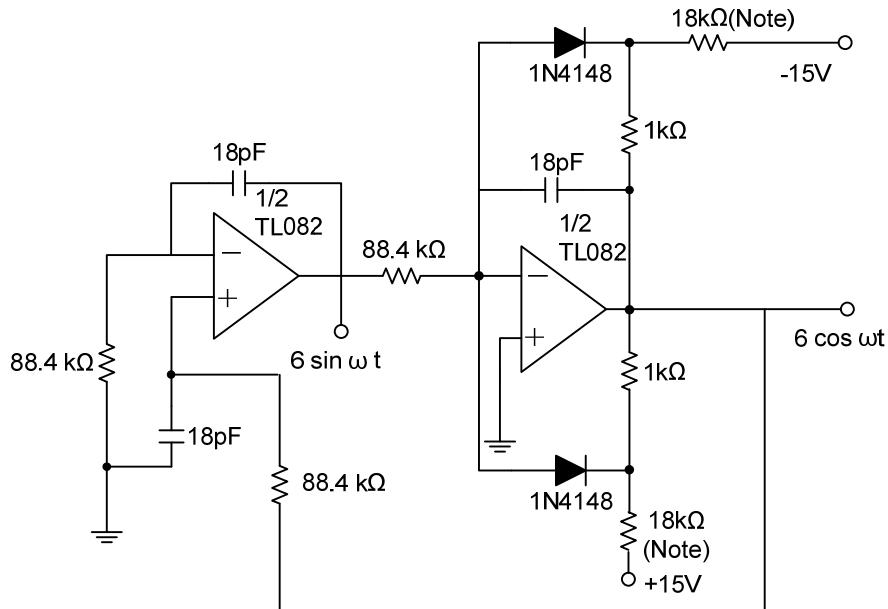 18kΩ(Note)
1N4148
-15V
1kΩ
18pF
18pF
1/2
TL082
1/2
TL082
88.4 kΩ
−
+
−
+
88.4 kΩ
6 sin ω t
6 cos ωt
1kΩ
18pF
88.4 kΩ
1N4148
18kΩ
(Note)
+15V